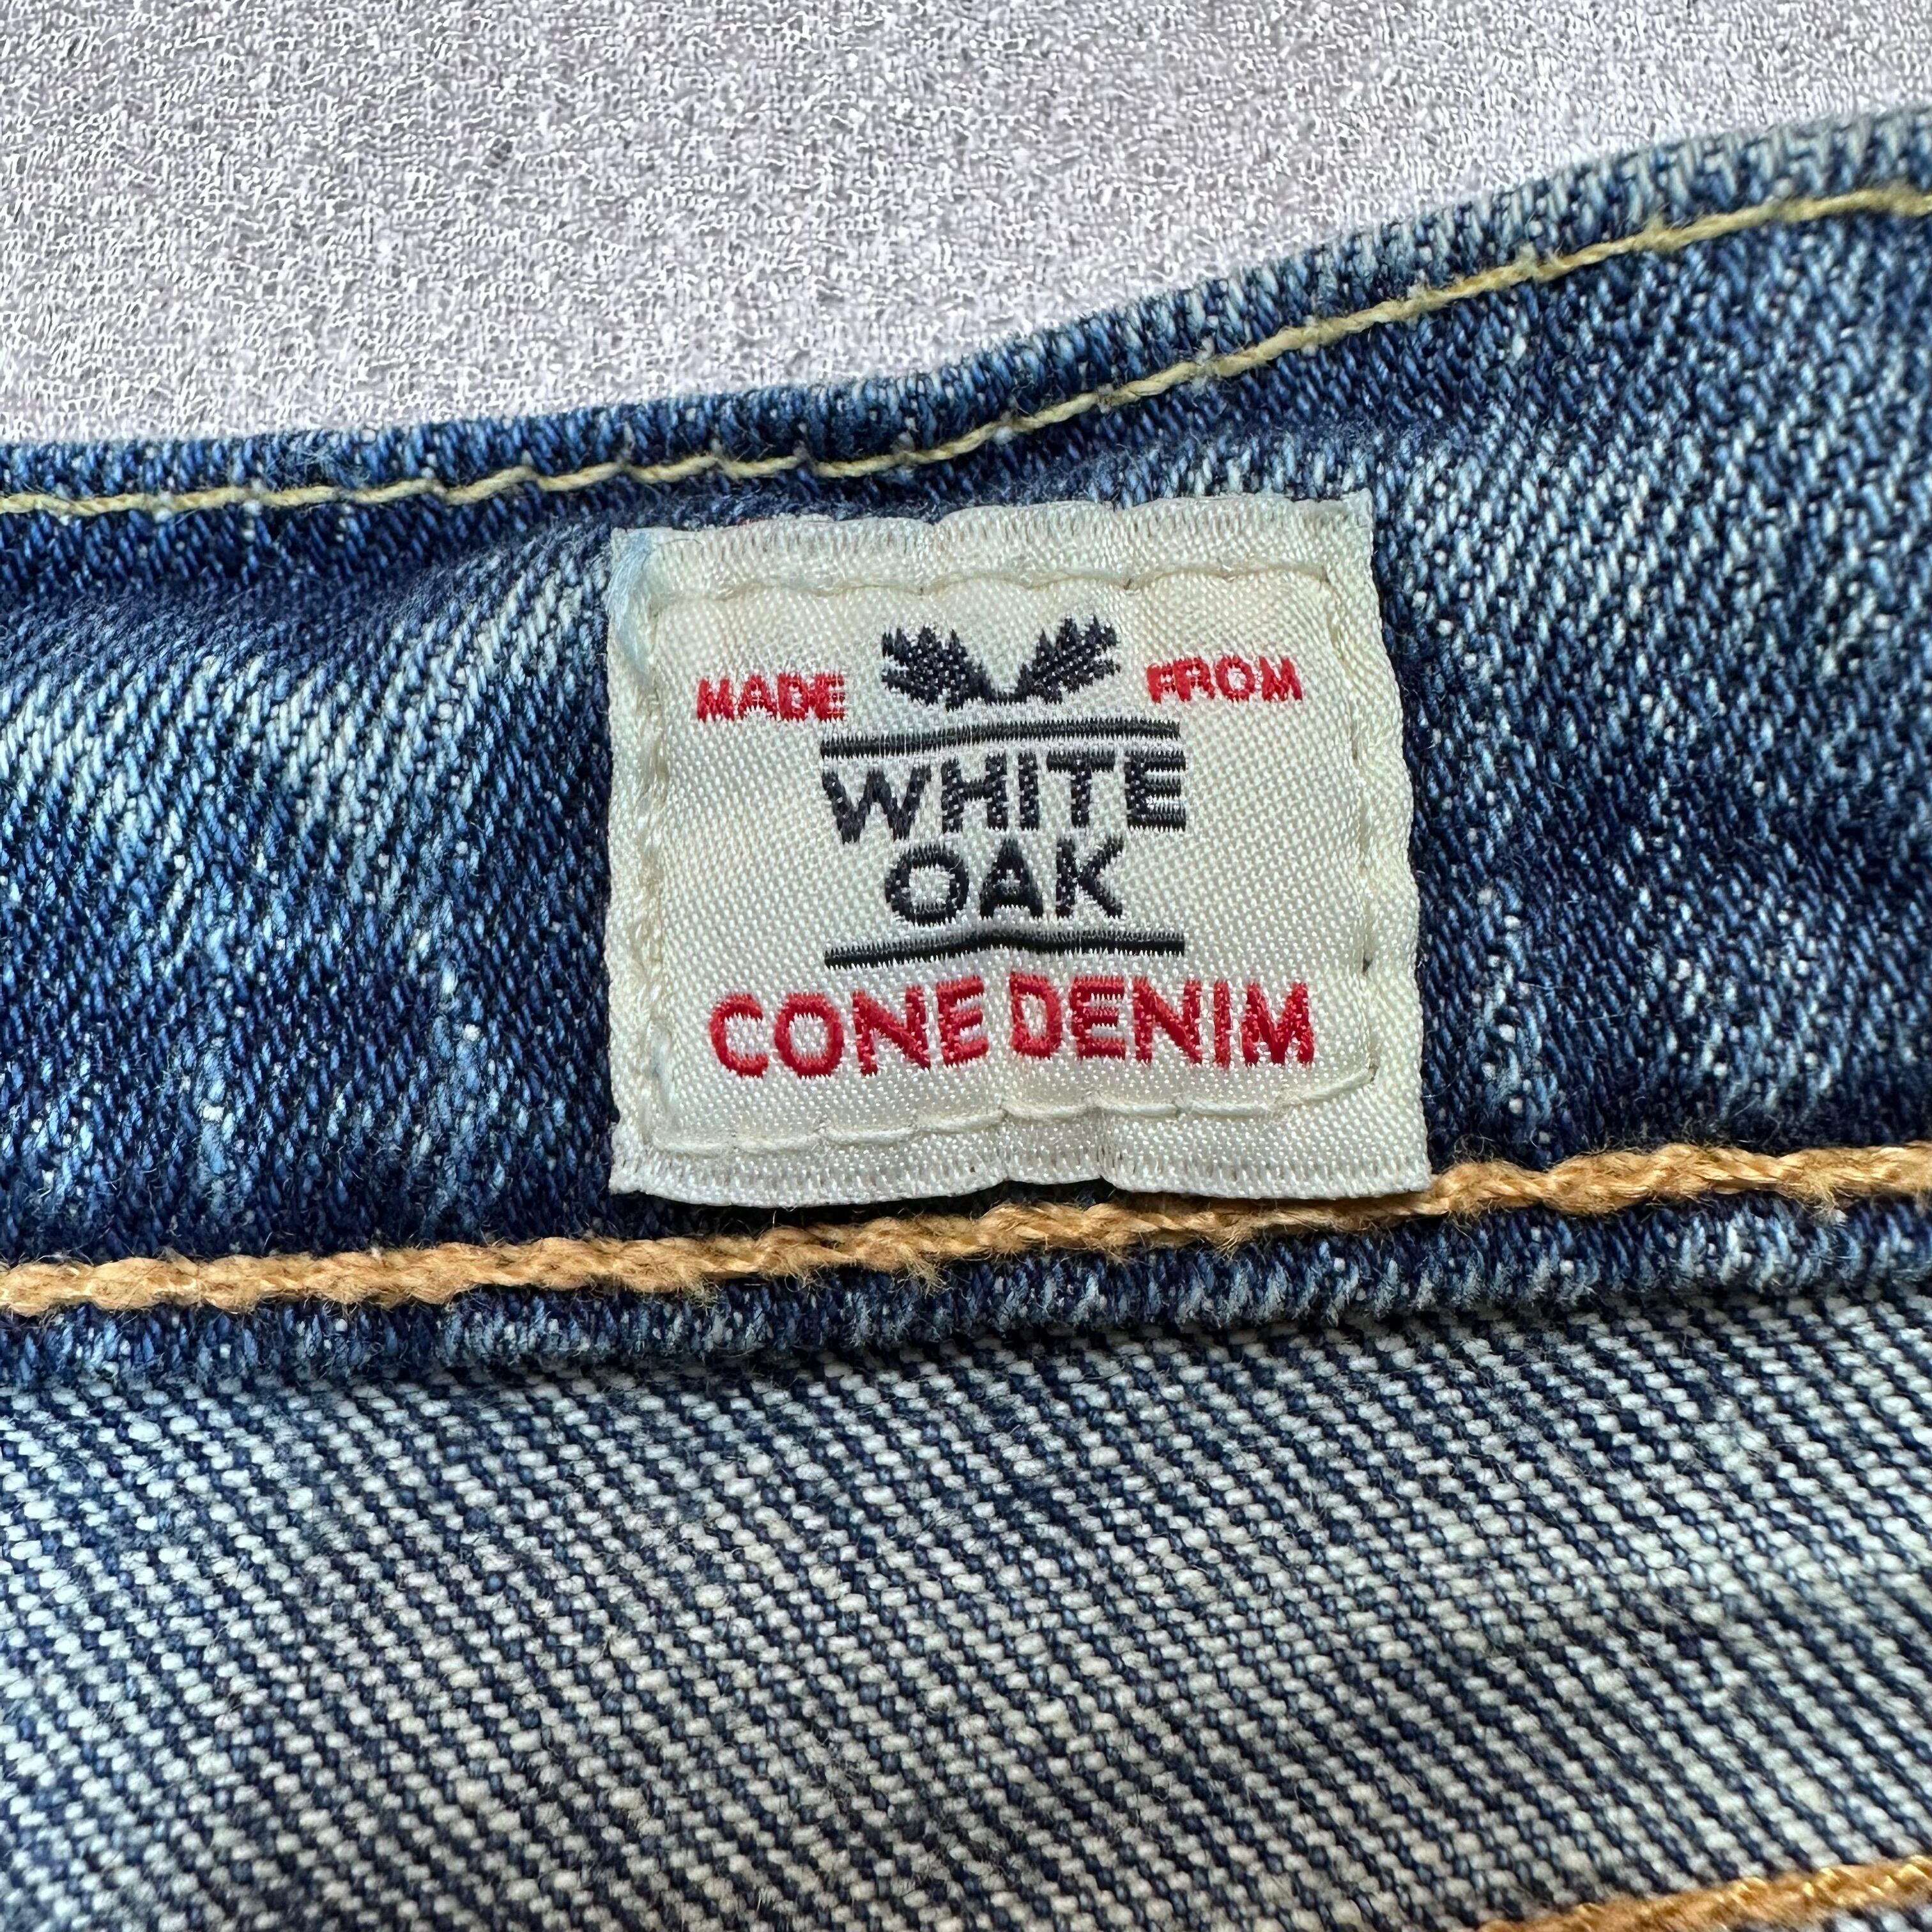 MADE FROM
WHITE
OAK
CONE DENIM